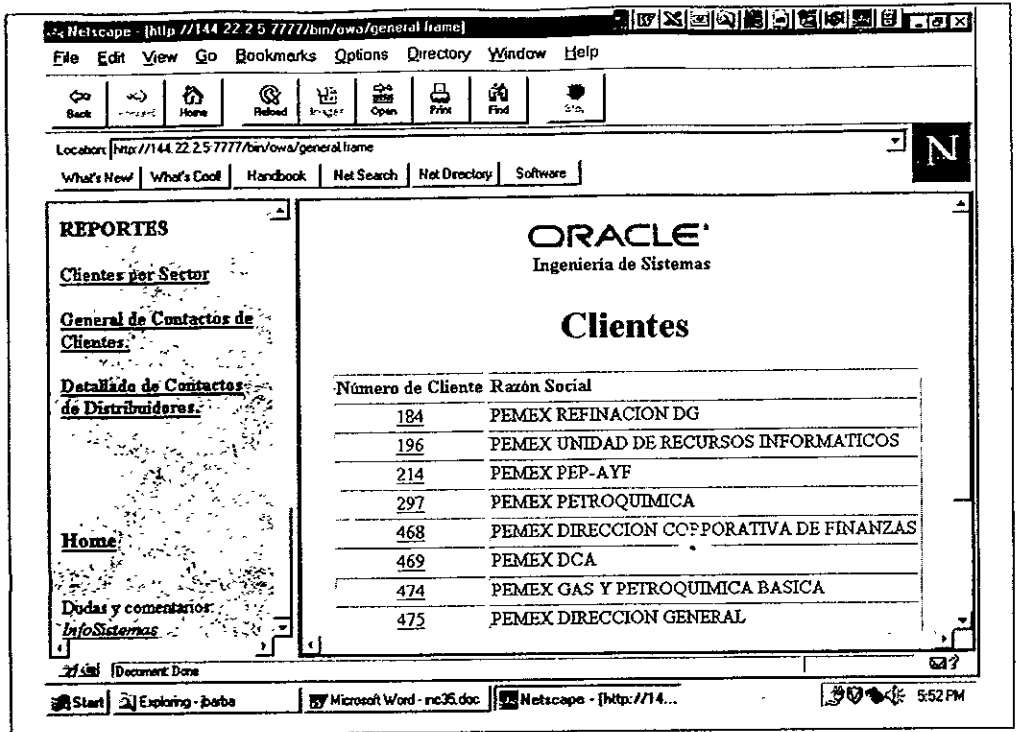 Netscape - [http://144.22.2.5:7777/bin/owa/general.frame]
File Edit View Go Bookmarks Options Directory Window Help
Back Home Reload Images Open Print Find Stop
Location: http://144.22.2.5:7777/bin/owa/general.frame
What's New! What's Cool! Handbook Net Search Net Directory Software
N
REPORTES
Clientes por Sector
General de Contactos de
Clientes.
Detallado de Contactos
de Distribuidores.
Home
Dudas y comentarios:
InfoSistemas
ORACLE
Ingeniería de Sistemas
Clientes
Número de Cliente Razón Social
184 PEMEX REFINACION DG
196 PEMEX UNIDAD DE RECURSOS INFORMATICOS
214 PEMEX PEP-AYF
297 PEMEX PETROQUIMICA
468 PEMEX DIRECCION CORPORATIVA DE FINANZAS
469 PEMEX DCA
474 PEMEX GAS Y PETROQUIMICA BASICA
475 PEMEX DIRECCION GENERAL
Document: Done
Start Exploring - jbarba Microsoft Word - inc35.doc Netscape - [http://14... 5:52 PM